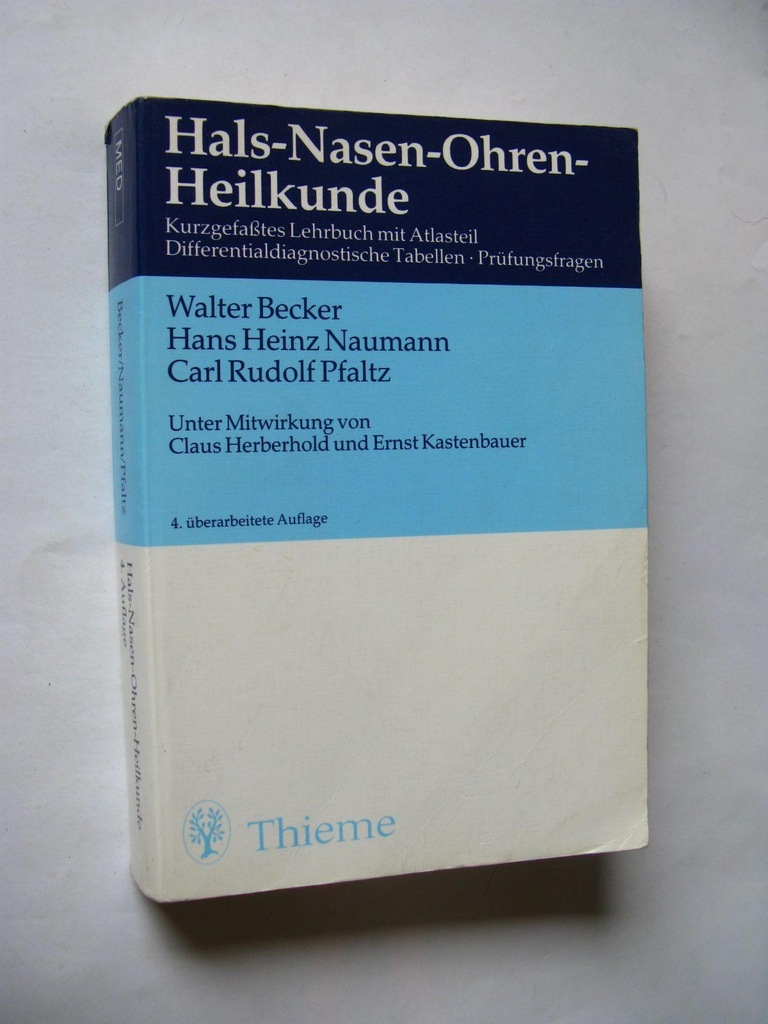 Hals-Nasen-Ohren-
Heilkunde
Kurzgefaßtes Lehrbuch mit Atlasteil
Differentialdiagnostische Tabellen · Prüfungsfragen
Walter Becker
Hans Heinz Naumann
Carl Rudolf Pfaltz
Unter Mitwirkung von
Claus Herberhold und Ernst Kastenbauer
4. überarbeitete Auflage
Thieme
MED
Becker/Naumann/Pfaltz
Hals-Nasen-Ohren-Heilkunde
4. Auflage